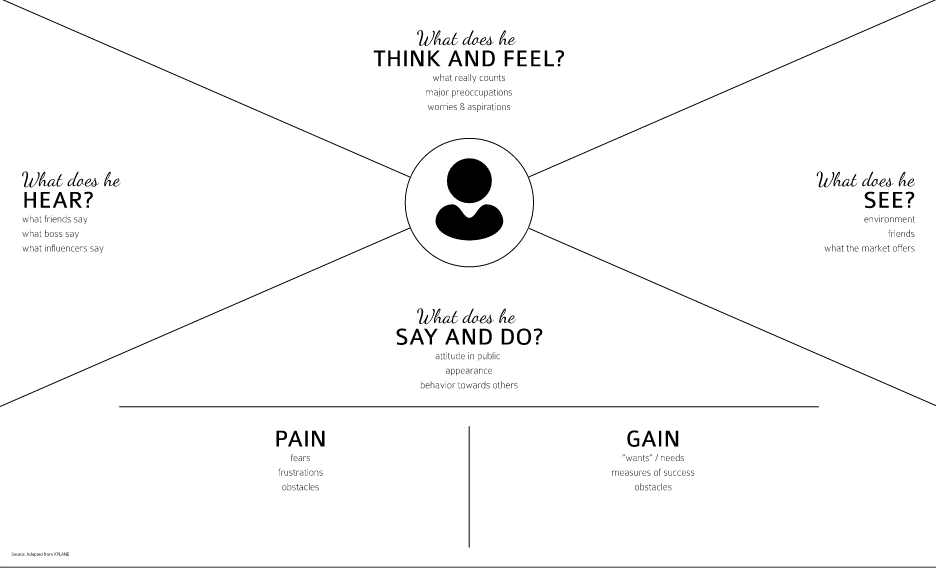 What does he
THINK AND FEEL?
what really counts
major preoccupations
worries & aspirations
What does he
HEAR?
what friends say
what boss say
what influencers say
What does he
SEE?
environment
friends
what the market offers
What does he
SAY AND DO?
attitude in public
appearance
behavior towards others
PAIN
fears
frustrations
obstacles
GAIN
"wants" / needs
measures of success
obstacles
Source: Adapted from XPLANE